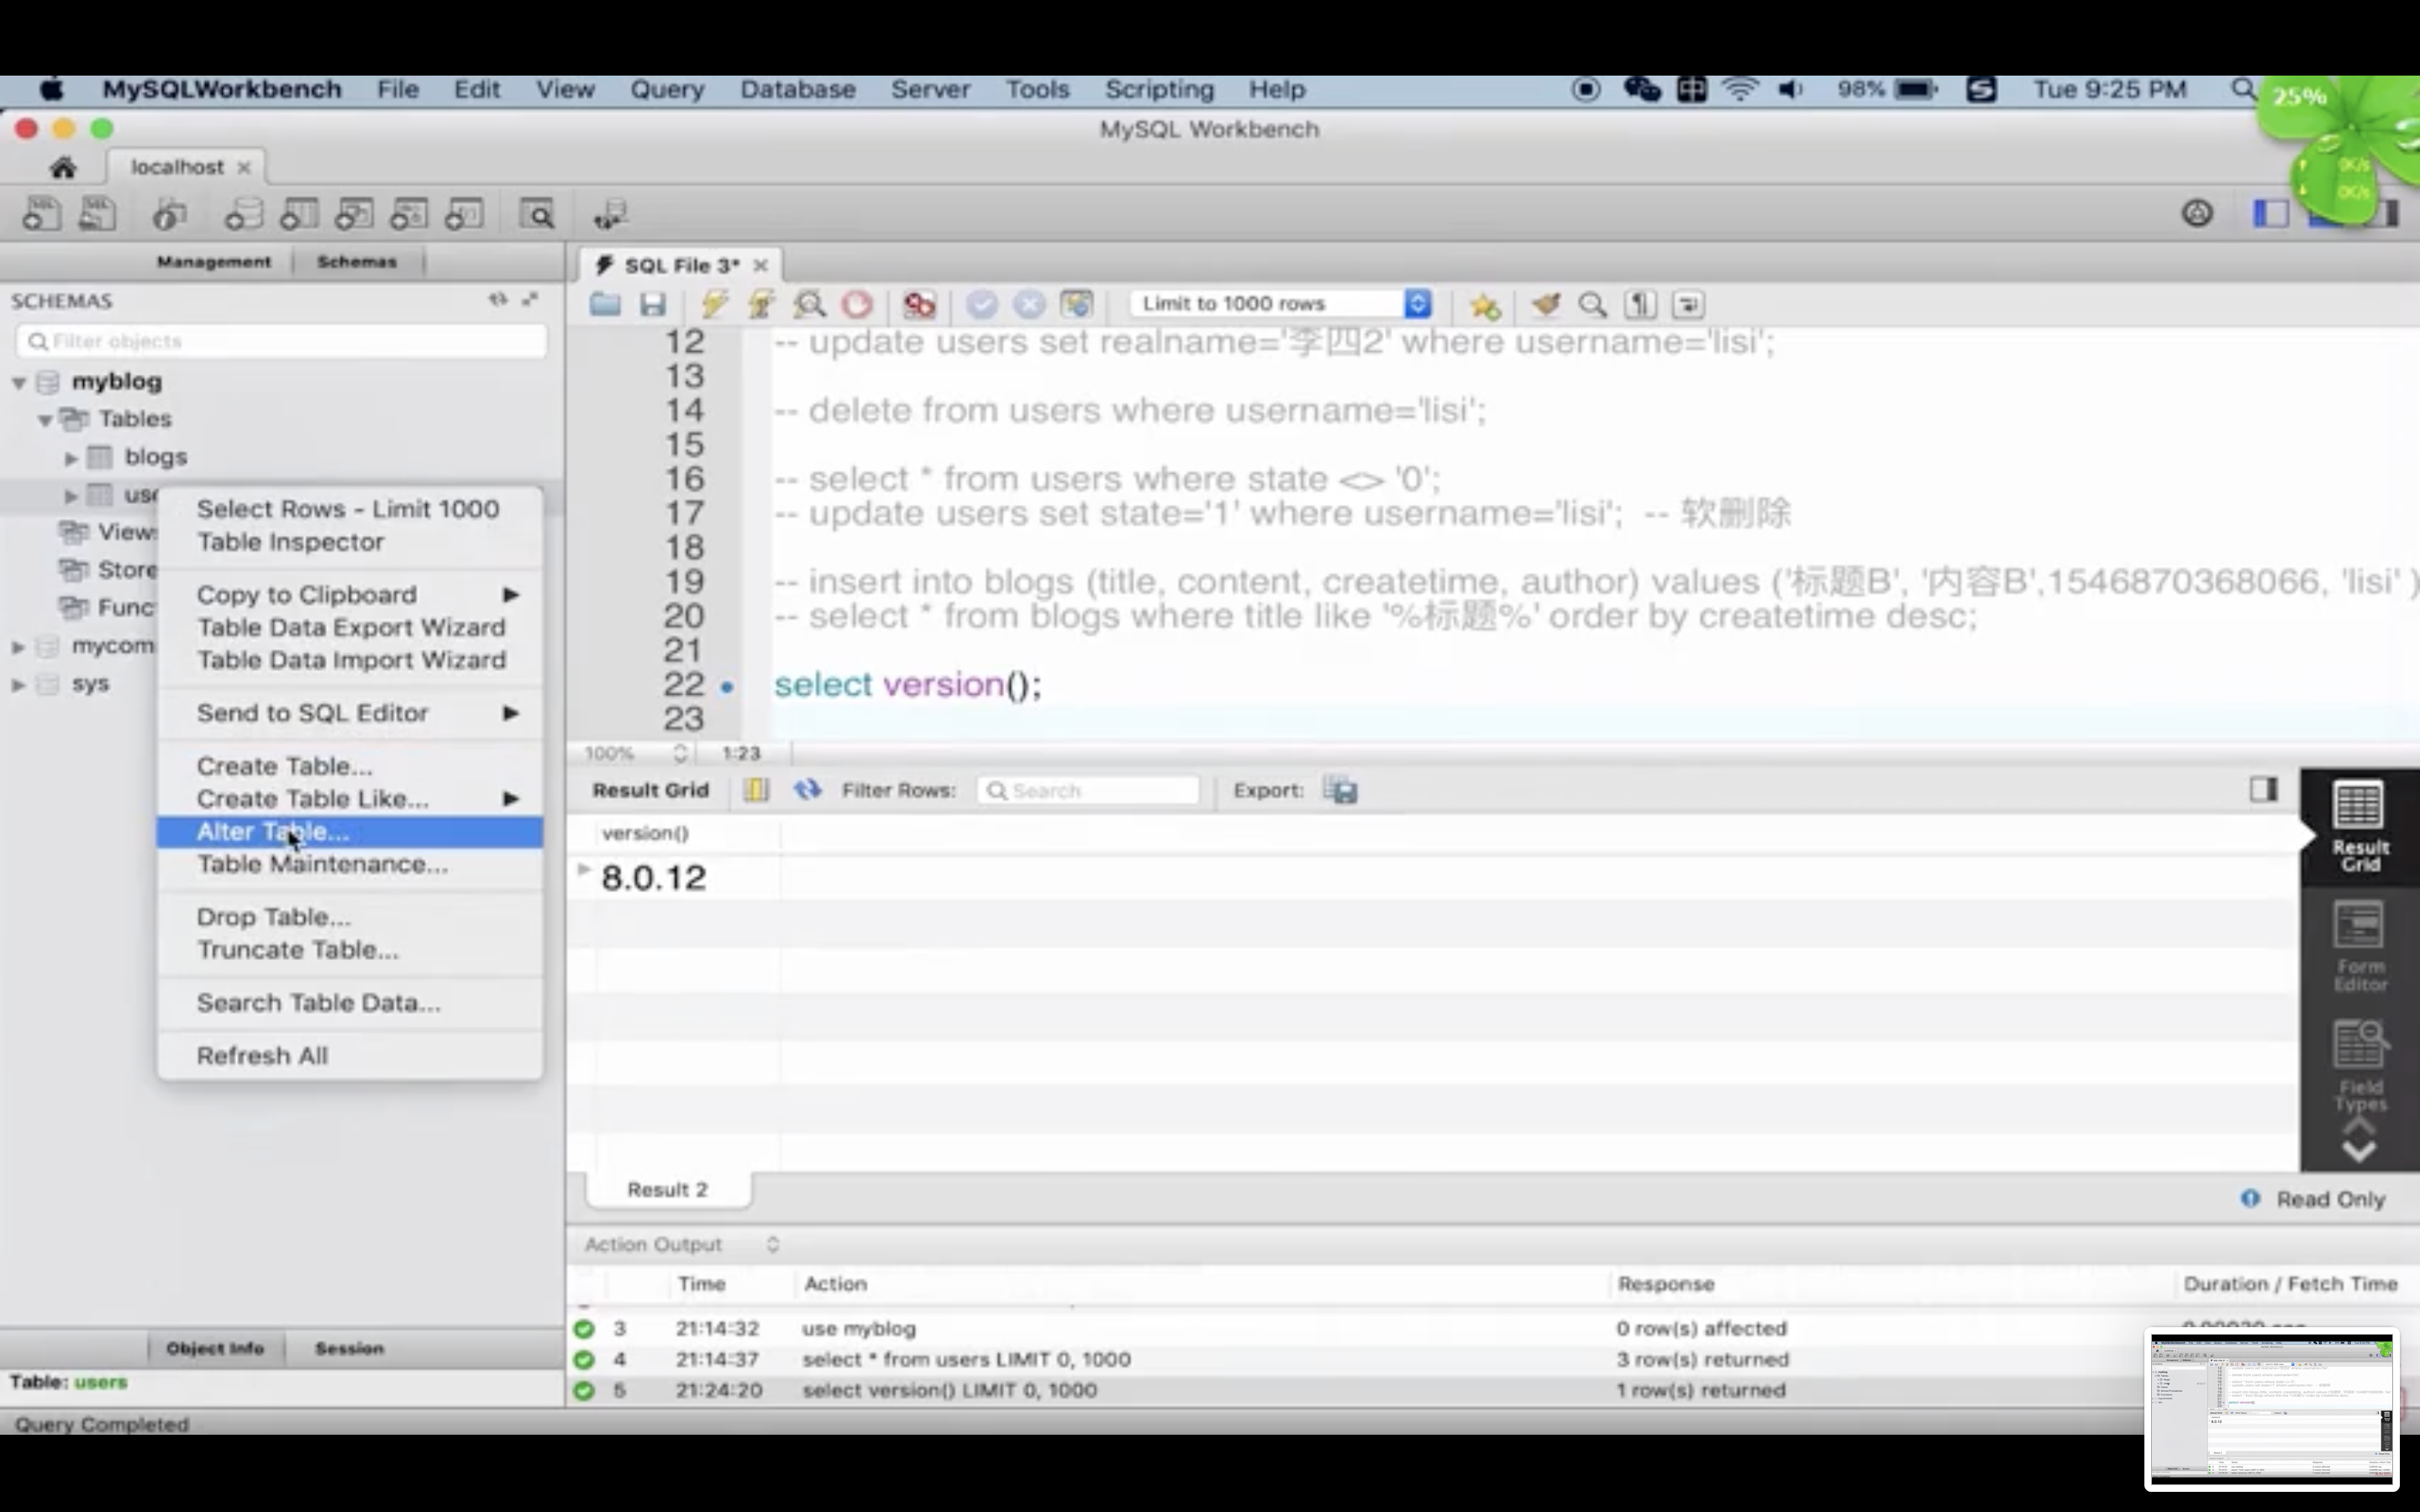 MySQLWorkbench File Edit View Query Database Server Tools Scripting Help 98% Tue 9:25 PM
25%
MySQL Workbench
localhost
0K/s
0K/s
Management Schemas
SCHEMAS
Filter objects
myblog
Tables
blogs
use
View
Store
Func
mycom
sys
Select Rows - Limit 1000
Table Inspector
Copy to Clipboard
Table Data Export Wizard
Table Data Import Wizard
Send to SQL Editor
Create Table...
Create Table Like...
Alter Table...
Table Maintenance...
Drop Table...
Truncate Table...
Search Table Data...
Refresh All
Object Info Session
Table: users
Query Completed
SQL File 3*
Limit to 1000 rows
12 -- update users set realname='李四2' where username='lisi';
13
14 -- delete from users where username='lisi';
15
16 -- select * from users where state <> '0';
17 -- update users set state='1' where username='lisi'; -- 软删除
18
19 -- insert into blogs (title, content, createtime, author) values ('标题B', '内容B',1546870368066, 'lisi' )
20 -- select * from blogs where title like '%标题%' order by createtime desc;
21
22 select version();
23
100% 1:23
Result Grid Filter Rows: Search Export:
version()
8.0.12
Result Grid
Form Editor
Field Types
Result 2
Read Only
Action Output
Time Action Response Duration / Fetch Time
3 21:14:32 use myblog 0 row(s) affected
4 21:14:37 select * from users LIMIT 0, 1000 3 row(s) returned
5 21:24:20 select version() LIMIT 0, 1000 1 row(s) returned